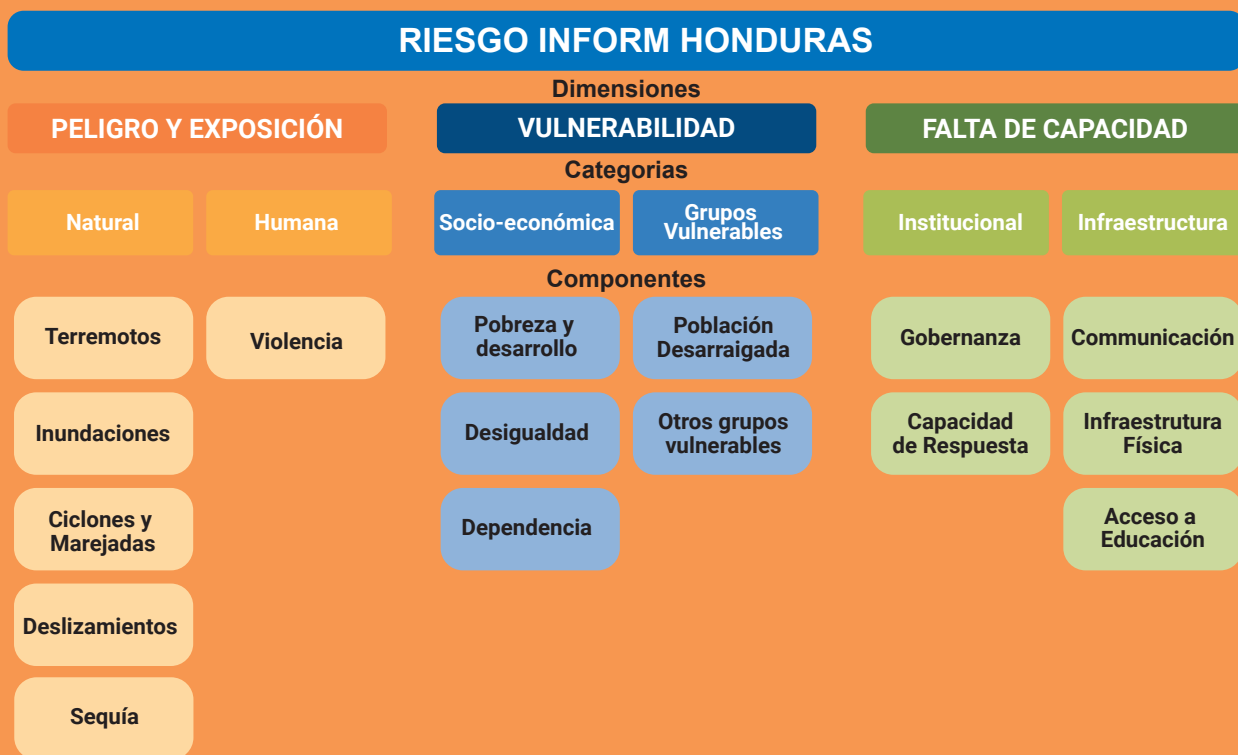 RIESGO INFORM HONDURAS
Dimensiones
PELIGRO Y EXPOSICIÓN
VULNERABILIDAD
FALTA DE CAPACIDAD
Categorias
Natural
Humana
Socio-económica
Grupos
Vulnerables
Institucional
Infraestructura
Componentes
Terremotos
Violencia
Pobreza y
desarrollo
Población
Desarraigada
Gobernanza
Communicación
Inundaciones
Desigualdad
Otros grupos
vulnerables
Capacidad
de Respuesta
Infraestrutura
Física
Ciclones y
Marejadas
Dependencia
Acceso a
Educación
Deslizamientos
Sequía